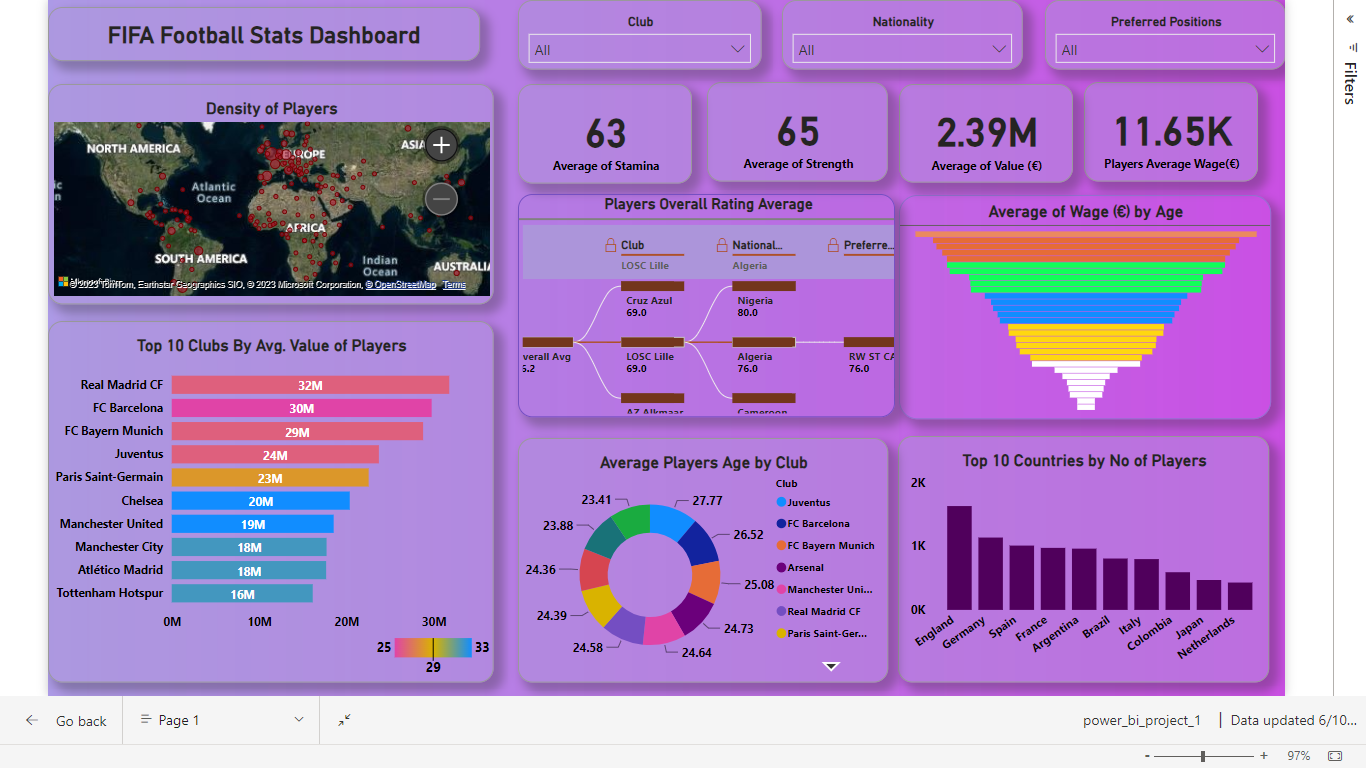 FIFA Football Stats Dashboard
Club
All
Nationality
All
Preferred Positions
All
«
Filters
Density of Players
NORTH AMERICA
EUROPE
ASIA
Atlantic
Ocean
AFRICA
SOUTH AMERICA
Indian
Ocean
AUSTRALIA
© 2023 TomTom, Earthstar Geographics SIO, © 2023 Microsoft Corporation, © OpenStreetMap Terms
63
Average of Stamina
65
Average of Strength
2.39M
Average of Value (€)
11.65K
Players Average Wage(€)
Players Overall Rating Average
Club
LOSC Lille
National...
Algeria
Preferre...
Cruz Azul
69.0
Nigeria
80.0
verall Avg
LOSC Lille
69.0
Algeria
76.0
RW ST CA
76.0
AZ Alkmaar
Cameroon
Average of Wage (€) by Age
Top 10 Clubs By Avg. Value of Players
Real Madrid CF 32M
FC Barcelona 30M
FC Bayern Munich 29M
Juventus 24M
Paris Saint-Germain 23M
Chelsea 20M
Manchester United 19M
Manchester City 18M
Atlético Madrid 18M
Tottenham Hotspur 16M
0M 10M 20M 30M
25 33
29
Average Players Age by Club
27.77
26.52
25.08
24.73
24.64
24.58
24.39
24.36
23.88
23.41
Club
Juventus
FC Barcelona
FC Bayern Munich
Arsenal
Manchester Uni...
Real Madrid CF
Paris Saint-Ger...
Top 10 Countries by No of Players
2K
1K
0K
England
Germany
Spain
France
Argentina
Brazil
Italy
Colombia
Japan
Netherlands
Go back
Page 1
power_bi_project_1 | Data updated 6/10...
- + 97%